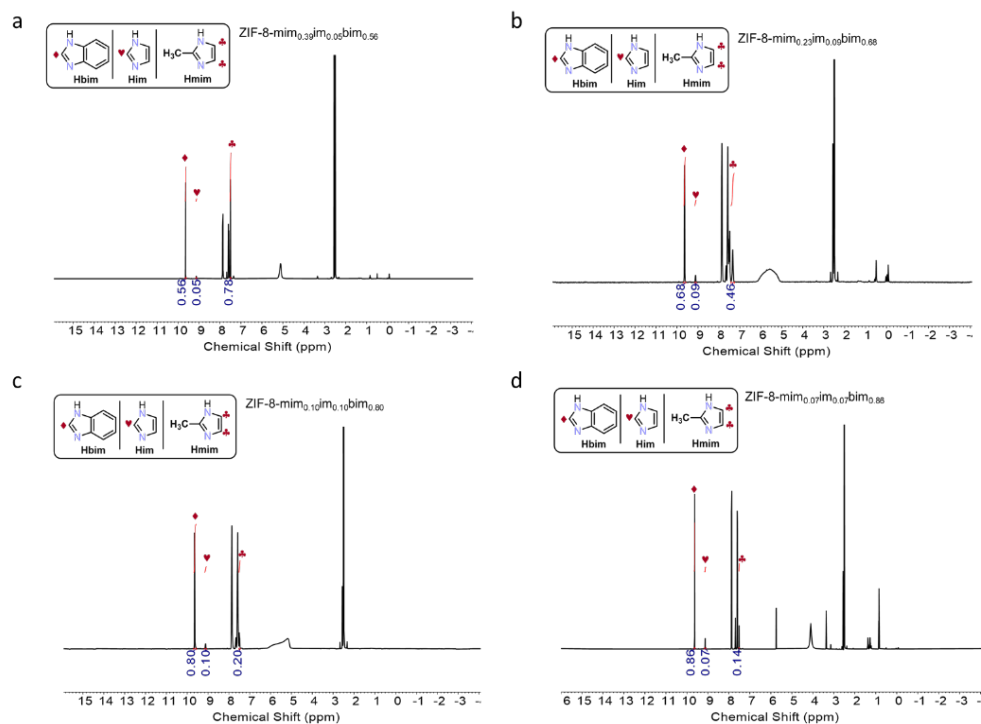 a
ZIF-8-mim0.39im0.05bim0.56
H
N
N
Hbim
H
N
N
Him
H
N
H3C
N
Hmim
0.56
0.05
0.78
15 14 13 12 11 10 9 8 7 6 5 4 3 2 1 0 -1 -2 -3 -4
Chemical Shift (ppm)
b
ZIF-8-mim0.23im0.09bim0.68
H
N
N
Hbim
H
N
N
Him
H
N
H3C
N
Hmim
0.68
0.09
0.46
15 14 13 12 11 10 9 8 7 6 5 4 3 2 1 0 -1 -2 -3 -4
Chemical Shift (ppm)
c
ZIF-8-mim0.10im0.10bim0.80
H
N
N
Hbim
H
N
N
Him
H
N
H3C
N
Hmim
0.80
0.10
0.20
15 14 13 12 11 10 9 8 7 6 5 4 3 2 1 0 -1 -2 -3 -4
Chemical Shift (ppm)
d
ZIF-8-mim0.07im0.07bim0.86
H
N
N
Hbim
H
N
N
Him
H
N
H3C
N
Hmim
0.86
0.07
0.14
6 15 14 13 12 11 10 9 8 7 6 5 4 3 2 1 0 -1 -2 -3 -4
Chemical Shift (ppm)